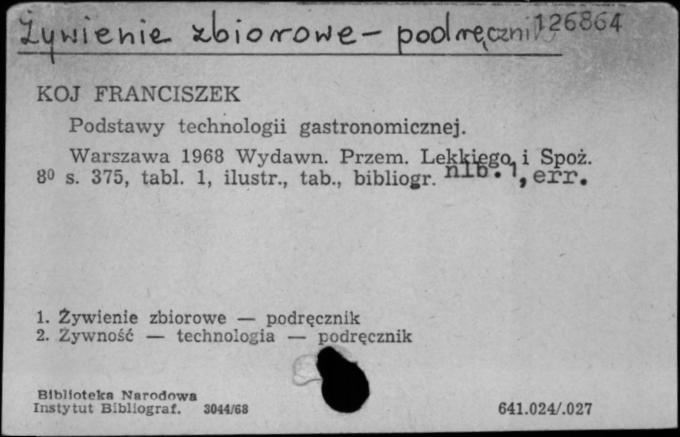 Żywienie zbiorowe – podręcznik 126864
KOJ FRANCISZEK
Podstawy technologii gastronomicznej.
Warszawa 1968 Wydawn. Przem. Lekkiego i Spoż.
8⁰ s. 375, tabl. 1, ilustr., tab., bibliogr. nlb. 1, err.
1. Żywienie zbiorowe — podręcznik
2. Żywność — technologia — podręcznik
Biblioteka Narodowa
Instytut Bibliograf. 3044/68 641.024/.027